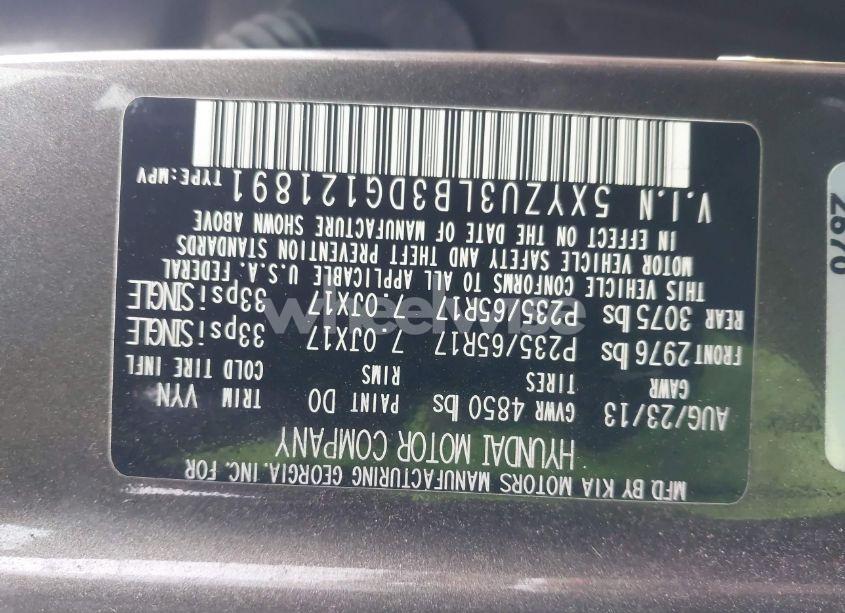 MFD.BY KIA MOTORS MANUFACTURING GEORGIA.INC. FOR
HYUNDAI MOTOR COMPANY
AUG/23/13 GVWR 4850 lbs PAINT D0 TRIM VYN
GAWR TIRES RIMS COLD TIRE INFL
FRONT 2976 lbs P235/65R17 7.0JX17 33psi SINGLE
REAR 3075 lbs P235/65R17 7.0JX17 33psi SINGLE
THIS VEHICLE CONFORMS TO ALL APPLICABLE U.S.A. FEDERAL
MOTOR VEHICLE SAFETY AND THEFT PREVENTION STANDARDS
IN EFFECT ON THE DATE OF MANUFACTURE SHOWN ABOVE
V.I.N 5XYZU3LB3DG121891 TYPE:MPV
2670
wheelwise